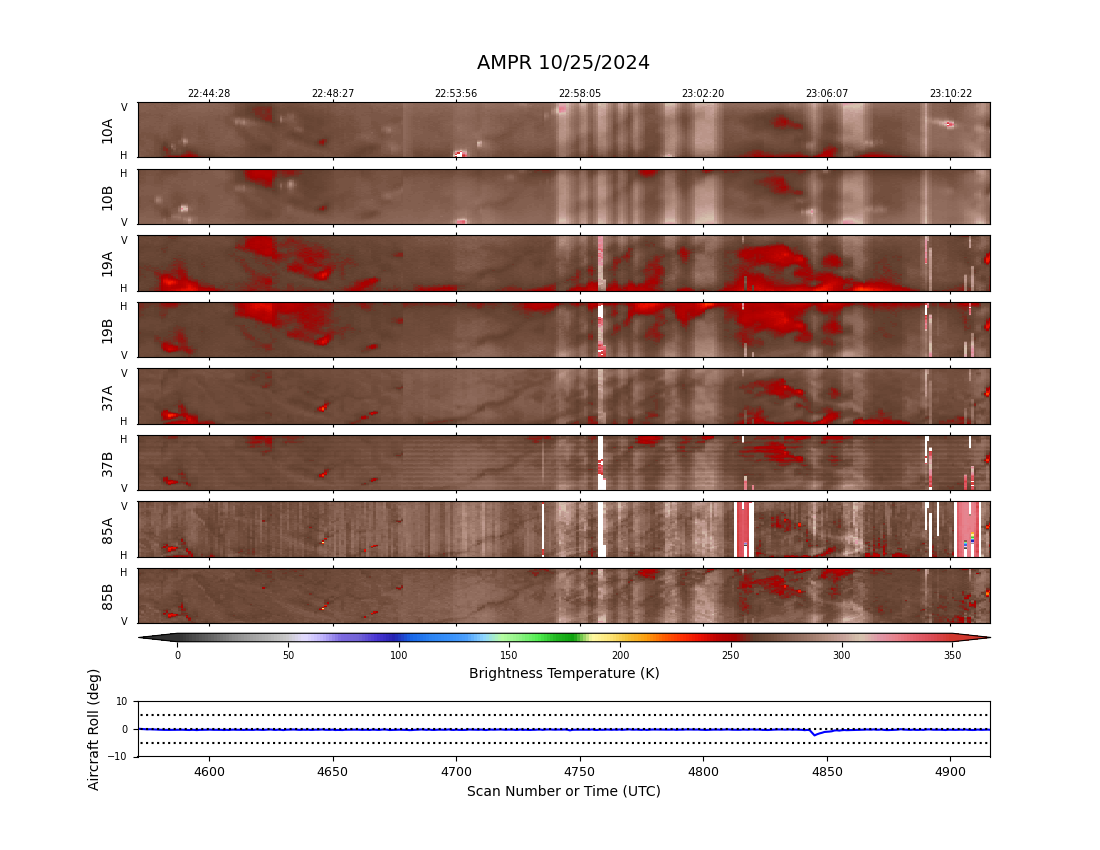 AMPR 10/25/2024
22:44:28 22:48:27 22:53:56 22:58:05 23:02:20 23:06:07 23:10:22
V
10A
H
H
10B
V
V
19A
H
H
19B
V
V
37A
H
H
37B
V
V
85A
H
H
85B
V
0 50 100 150 200 250 300 350
Brightness Temperature (K)
Aircraft Roll (deg)
10
0
−10
4600 4650 4700 4750 4800 4850 4900
Scan Number or Time (UTC)